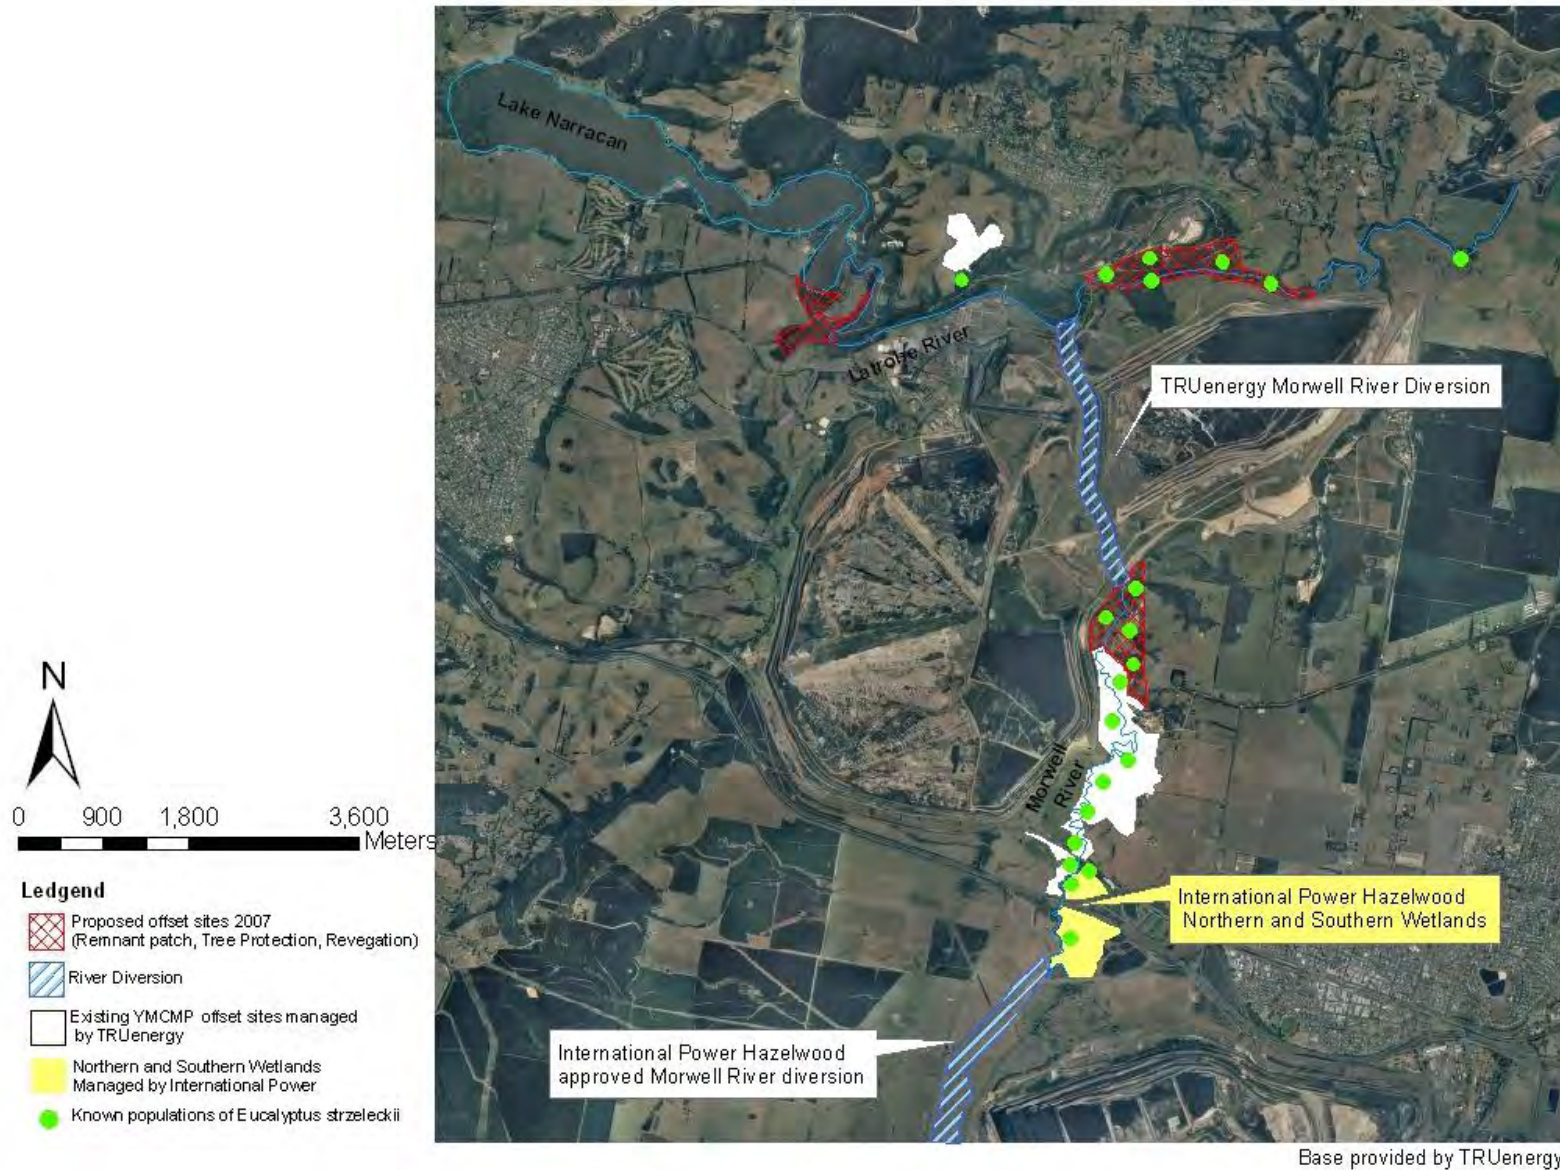 Lake Narracan
Latrobe River
TRUenergy Morwell River Diversion
Morwell
River
International Power Hazelwood
Northern and Southern Wetlands
International Power Hazelwood
approved Morwell River diversion
N
0 900 1,800 3,600
Meters
Ledgend
Proposed offset sites 2007
(Remnant patch, Tree Protection, Revegation)
River Diversion
Existing YMCMP offset sites managed
by TRUenergy
Northern and Southern Wetlands
Managed by International Power
Known populations of Eucalyptus strzeleckii
Base provided by TRUenergy